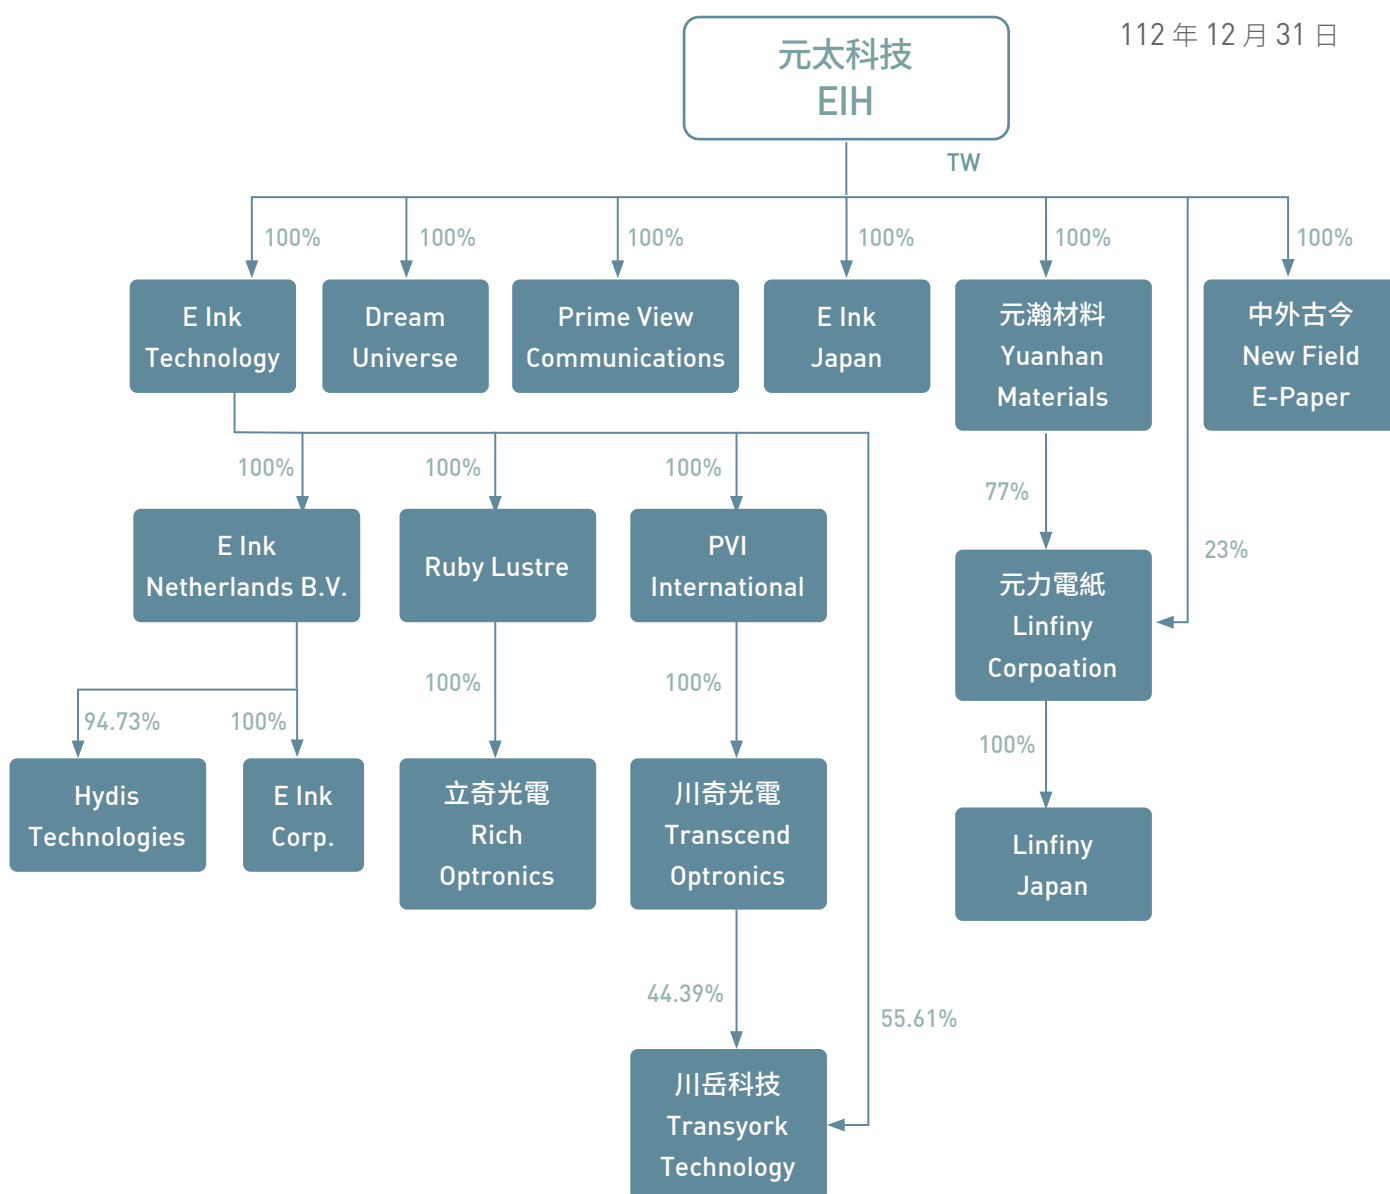 112 年 12 月 31 日
元太科技
EIH
TW
100%
100%
100%
100%
100%
100%
E Ink
Technology
Dream
Universe
Prime View
Communications
E Ink
Japan
元瀚材料
Yuanhan
Materials
中外古今
New Field
E-Paper
100%
100%
100%
77%
23%
E Ink
Netherlands B.V.
Ruby Lustre
PVI
International
元力電紙
Linfiny
Corpoation
94.73%
100%
100%
100%
100%
Hydis
Technologies
E Ink
Corp.
立奇光電
Rich
Optronics
川奇光電
Transcend
Optronics
Linfiny
Japan
44.39%
55.61%
川岳科技
Transyork
Technology